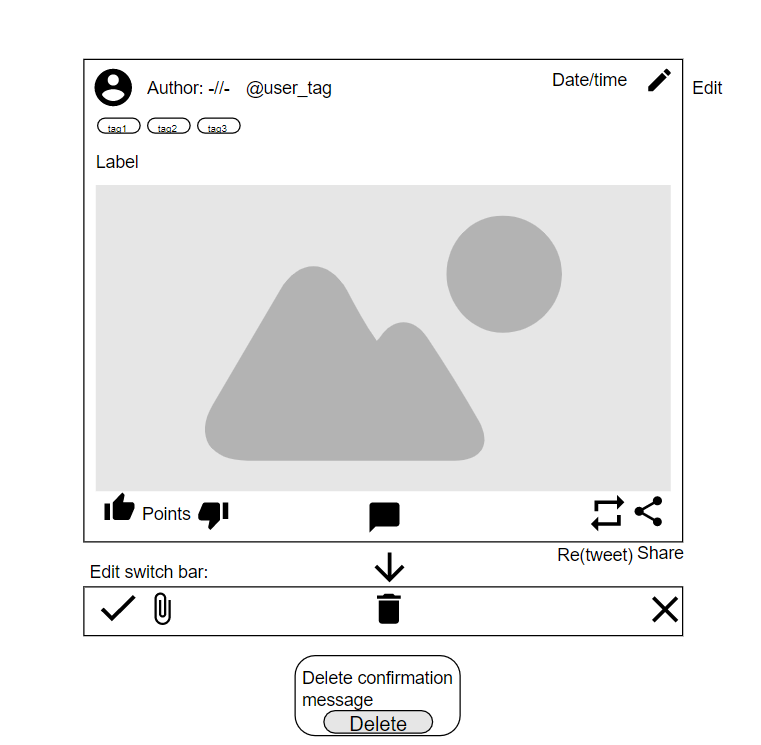 Author: -//- @user_tag Date/time Edit
tag1 tag2 tag3
Label
Points
Re(tweet) Share
Edit switch bar:
Delete confirmation
message
Delete